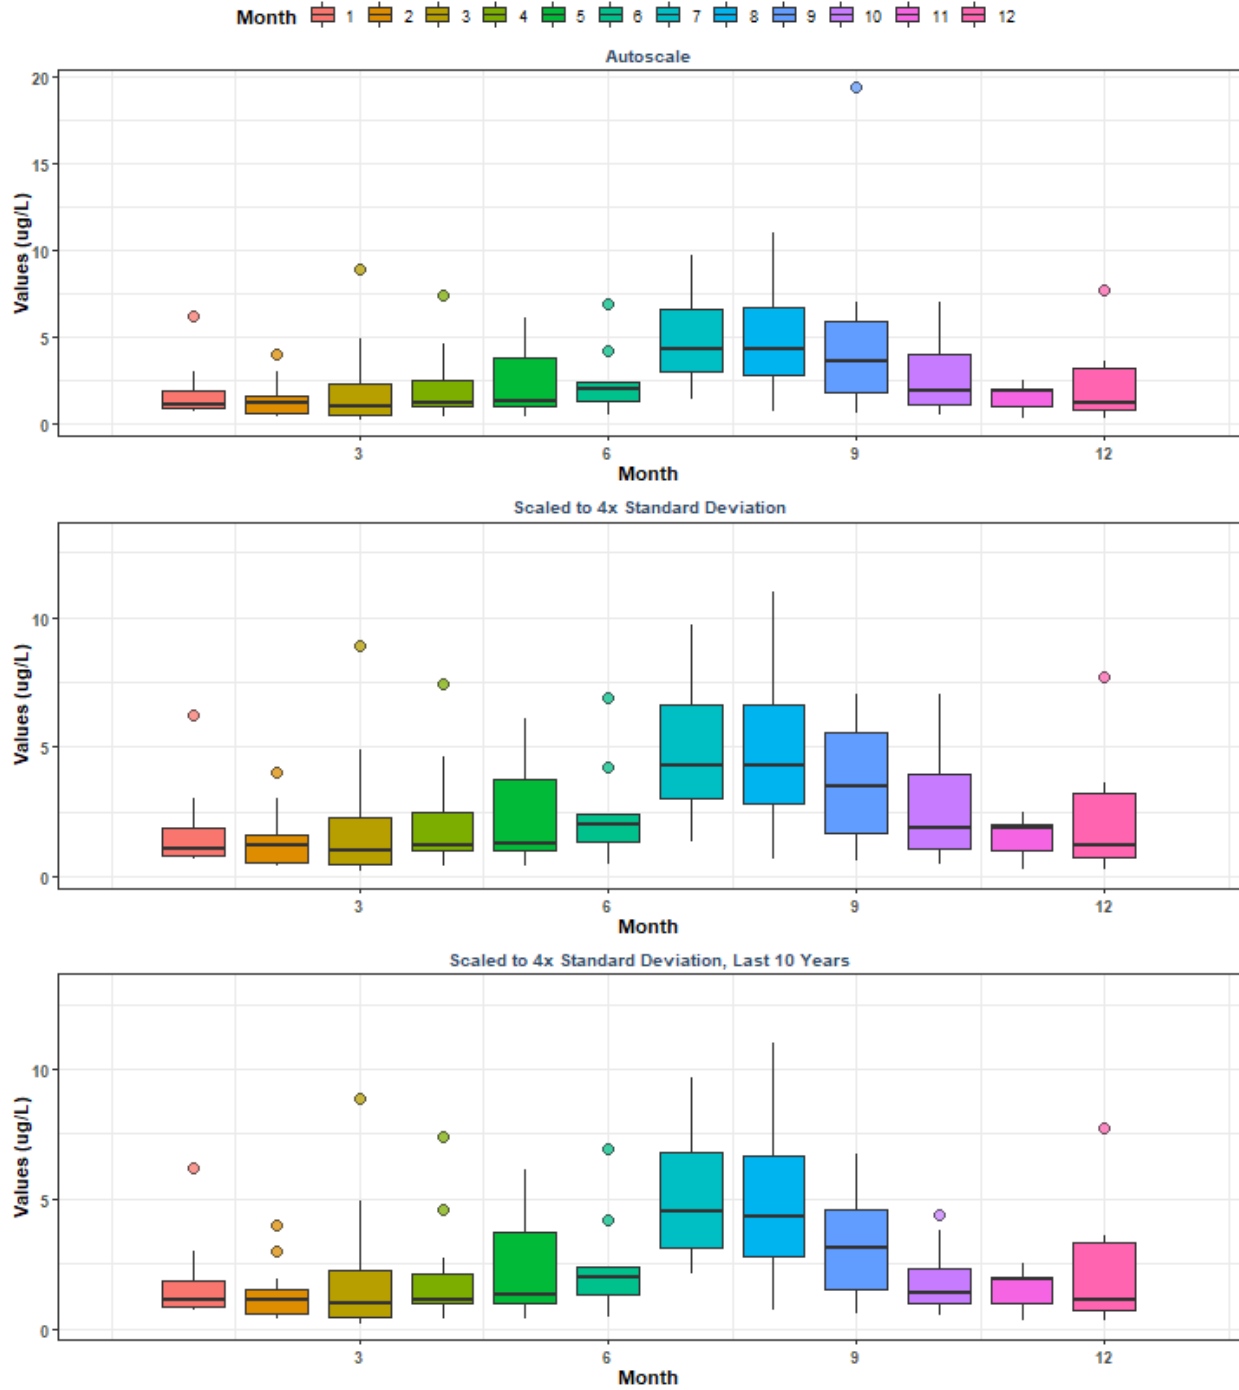 Month 1 2 3 4 5 6 7 8 9 10 11 12
Autoscale
Values (ug/L)
20
15
10
5
0
3 6 9 12
Month
Scaled to 4x Standard Deviation
Values (ug/L)
10
5
0
3 6 9 12
Month
Scaled to 4x Standard Deviation, Last 10 Years
Values (ug/L)
10
5
0
3 6 9 12
Month